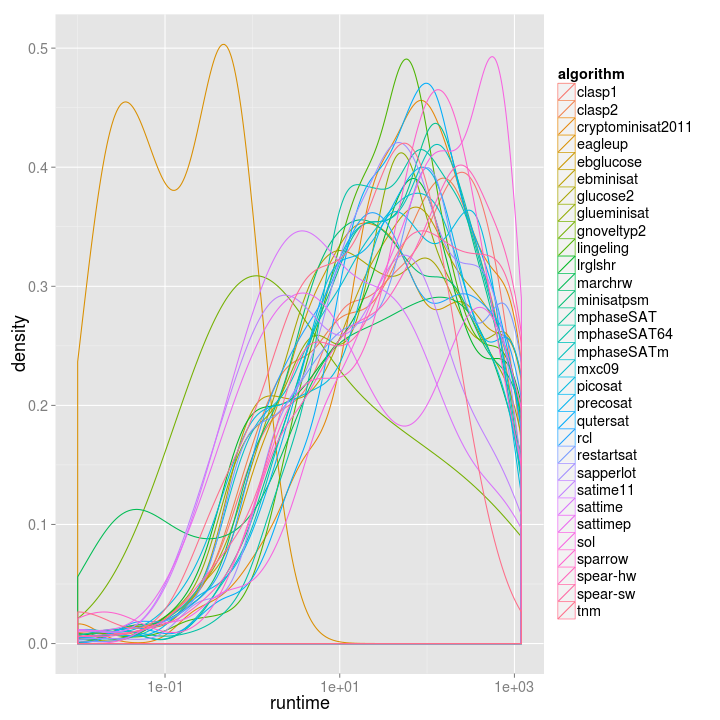 0.5
0.4
0.3
0.2
0.1
0.0
density
1e-01
1e+01
1e+03
runtime
algorithm
clasp1
clasp2
cryptominisat2011
eagleup
ebglucose
ebminisat
glucose2
glueminisat
gnoveltyp2
lingeling
lrglshr
marchrw
minisatpsm
mphaseSAT
mphaseSAT64
mphaseSATm
mxc09
picosat
precosat
qutersat
rcl
restartsat
sapperlot
satime11
sattime
sattimep
sol
sparrow
spear-hw
spear-sw
tnm